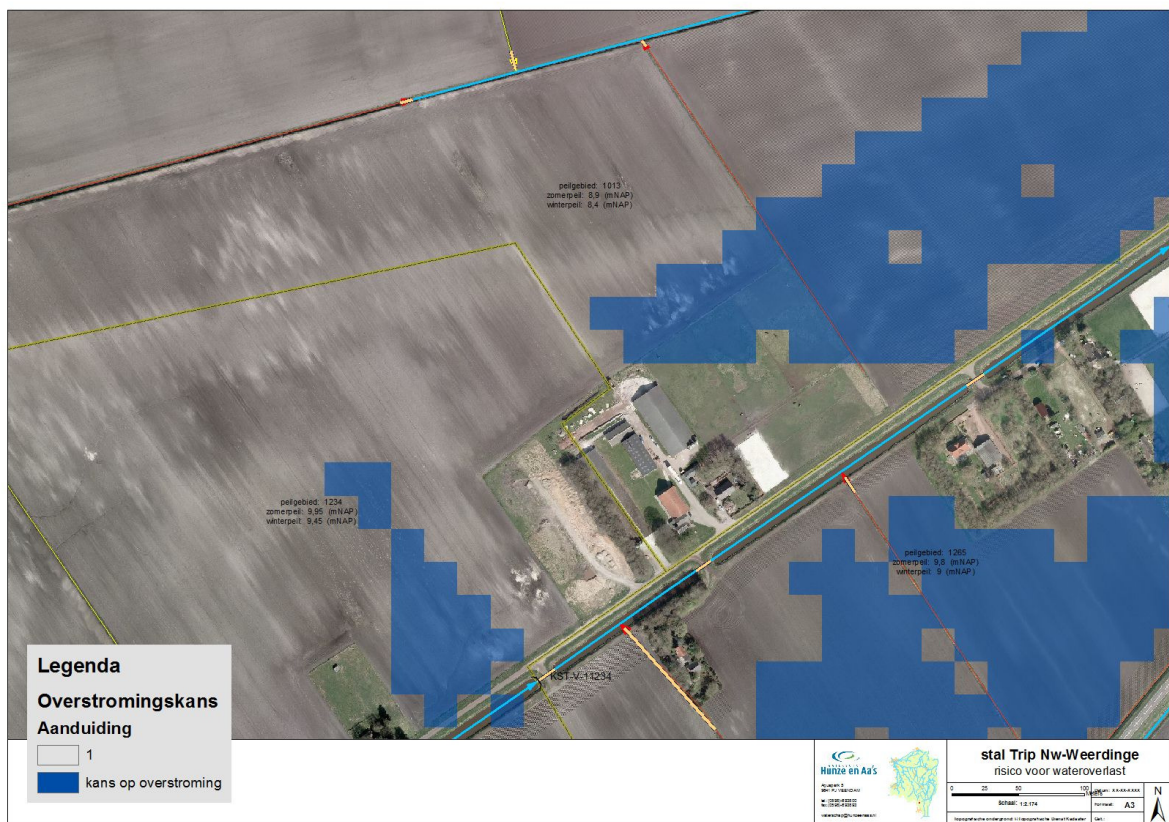 peilgebied: 1013
zomerpeil: 8,9 (mNAP)
winterpeil: 8,4 (mNAP)
peilgebied: 1234
zomerpeil: 9,95 (mNAP)
winterpeil: 9,45 (mNAP)
peilgebied: 1265
zomerpeil: 9,8 (mNAP)
winterpeil: 9 (mNAP)
KST-V-11234
Legenda
Overstromingskans
Aanduiding
1
kans op overstroming
Hunze en Aa's
stal Trip Nw-Weerdinge
risico voor wateroverlast
0 25 50 100
Meters
Schaal: 1:2.174
Formaat: A3
N